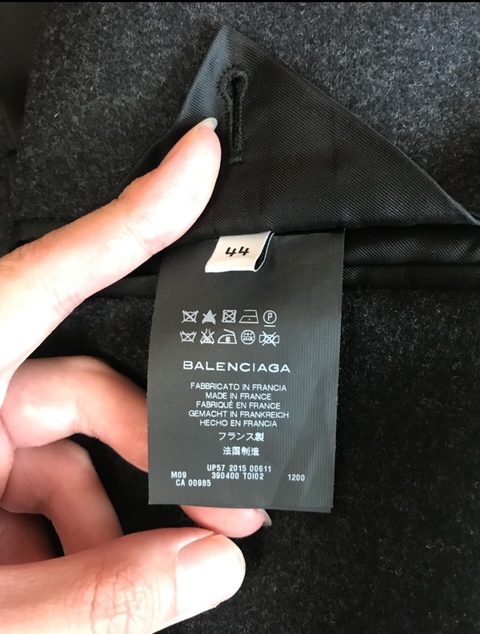 44
BALENCIAGA
FABBRICATO IN FRANCIA
MADE IN FRANCE
FABRIQUÉ EN FRANCE
GEMACHT IN FRANKREICH
HECHO EN FRANCIA
フランス製
法国制造
UP57 2015 00611
M09 390400 TOI02 1200
CA 00985